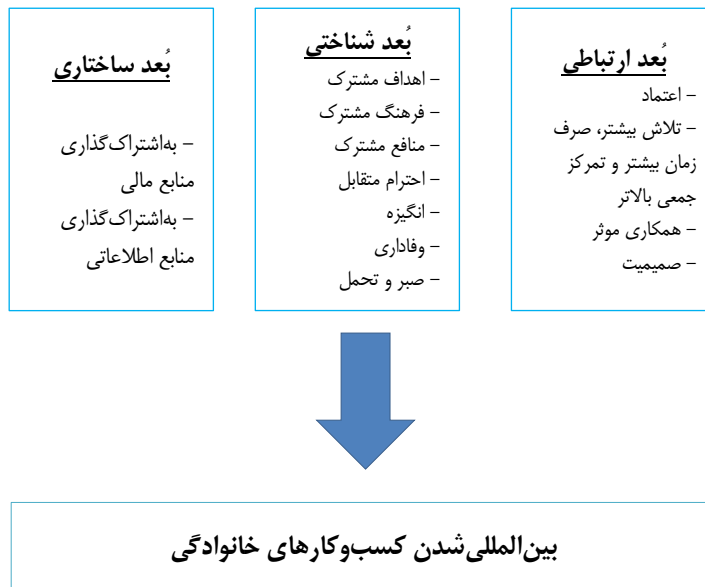 بُعد ارتباطی
- اعتماد
- تلاش بیشتر، صرف
زمان بیشتر و تمرکز
جمعی بالاتر
- همکاری موثر
- صمیمیت
بُعد شناختی
- اهداف مشترک
- فرهنگ مشترک
- منافع مشترک
- احترام متقابل
- انگیزه
- وفاداری
- صبر و تحمل
بُعد ساختاری
- به‌اشتراک‌گذاری
منابع مالی
- به‌اشتراک‌گذاری
منابع اطلاعاتی
بین‌المللی‌شدن کسب‌وکارهای خانوادگی